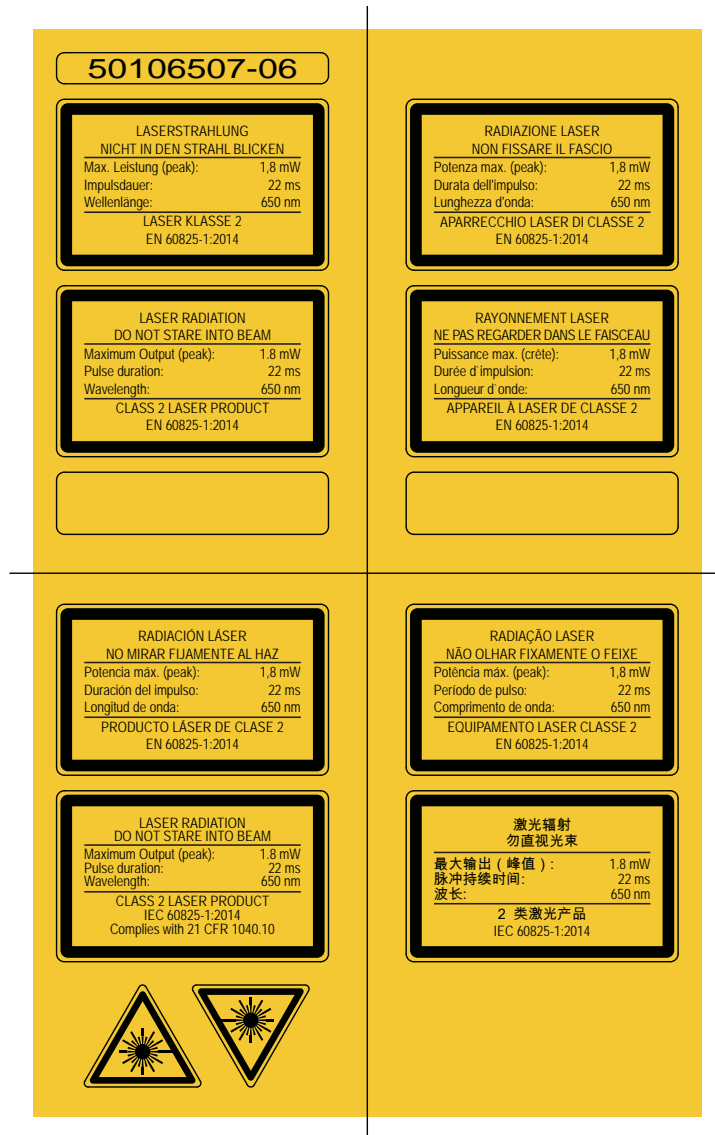 50106507-06
LASERSTRAHLUNG
NICHT IN DEN STRAHL BLICKEN
Max. Leistung (peak): 1,8 mW
Impulsdauer: 22 ms
Wellenlänge: 650 nm
LASER KLASSE 2
EN 60825-1:2014
RADIAZIONE LASER
NON FISSARE IL FASCIO
Potenza max. (peak): 1,8 mW
Durata dell'impulso: 22 ms
Lunghezza d'onda: 650 nm
APARRECCHIO LASER DI CLASSE 2
EN 60825-1:2014
LASER RADIATION
DO NOT STARE INTO BEAM
Maximum Output (peak): 1.8 mW
Pulse duration: 22 ms
Wavelength: 650 nm
CLASS 2 LASER PRODUCT
EN 60825-1:2014
RAYONNEMENT LASER
NE PAS REGARDER DANS LE FAISCEAU
Puissance max. (crête): 1,8 mW
Durée d`impulsion: 22 ms
Longueur d`onde: 650 nm
APPAREIL À LASER DE CLASSE 2
EN 60825-1:2014
RADIACIÓN LÁSER
NO MIRAR FIJAMENTE AL HAZ
Potencia máx. (peak): 1,8 mW
Duración del impulso: 22 ms
Longitud de onda: 650 nm
PRODUCTO LÁSER DE CLASE 2
EN 60825-1:2014
RADIAÇÃO LASER
NÃO OLHAR FIXAMENTE O FEIXE
Potência máx. (peak): 1,8 mW
Período de pulso: 22 ms
Comprimento de onda: 650 nm
EQUIPAMENTO LASER CLASSE 2
EN 60825-1:2014
LASER RADIATION
DO NOT STARE INTO BEAM
Maximum Output (peak): 1.8 mW
Pulse duration: 22 ms
Wavelength: 650 nm
CLASS 2 LASER PRODUCT
IEC 60825-1:2014
Complies with 21 CFR 1040.10
激光辐射
勿直视光束
最大输出（峰值）: 1.8 mW
脉冲持续时间: 22 ms
波长: 650 nm
2 类激光产品
IEC 60825-1:2014